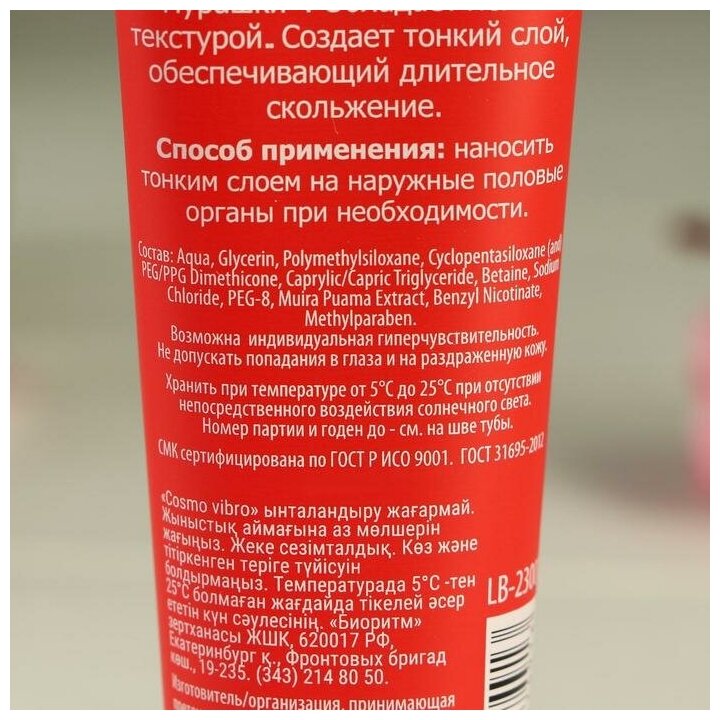 текстурой. Создает тонкий слой,
обеспечивающий длительное
скольжение.
Способ применения: наносить
тонким слоем на наружные половые
органы при необходимости.
Состав: Aqua, Glycerin, Polymethylsiloxane, Cyclopentasiloxane (and)
PEG/PPG Dimethicone, Caprylic/Capric Triglyceride, Betaine, Sodium
Chloride, PEG-8, Muira Puama Extract, Benzyl Nicotinate,
Methylparaben.
Возможна индивидуальная гиперчувствительность.
Не допускать попадания в глаза и на раздраженную кожу.
Хранить при температуре от 5°С до 25°С при отсутствии
непосредственного воздействия солнечного света.
Номер партии и годен до - см. на шве тубы.
СМК сертифицирована по ГОСТ Р ИСО 9001. ГОСТ 31695-2012
«Cosmo vibro» ынталандыру жағармай.
Жыныстық аймағына аз мөлшерін
жағыңыз. Жеке сезімталдық. Көз және
тітіркенген теріге түйісуін
болдырмаңыз. Температурада 5°С -тен
25°С болмаған жағдайда тікелей әсер
ететін күн сәулесінің. «Биоритм»
зертханасы ЖШК, 620017 РФ,
Екатеринбург к., Фронтовых бригад
көш., 19-235. (343) 214 80 50.
Изготовитель/организация, принимающая
LB-2300